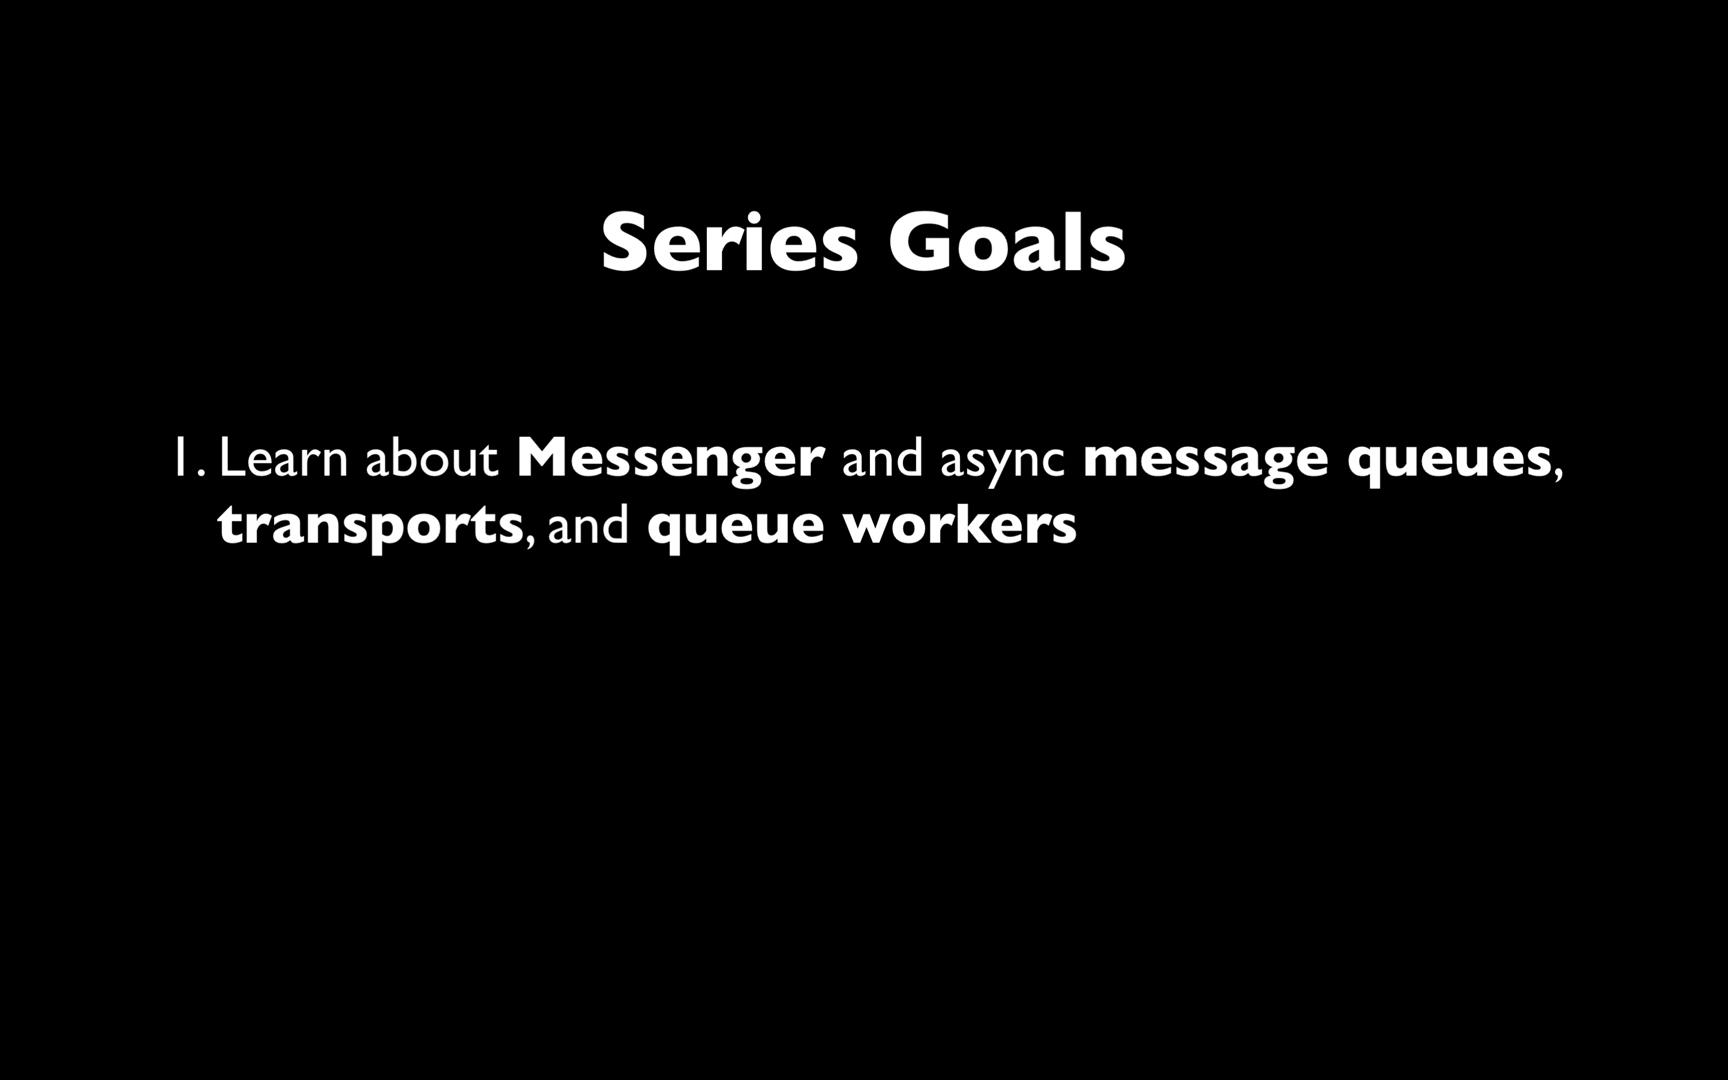 Series Goals
1. Learn about Messenger and async message queues,
transports, and queue workers